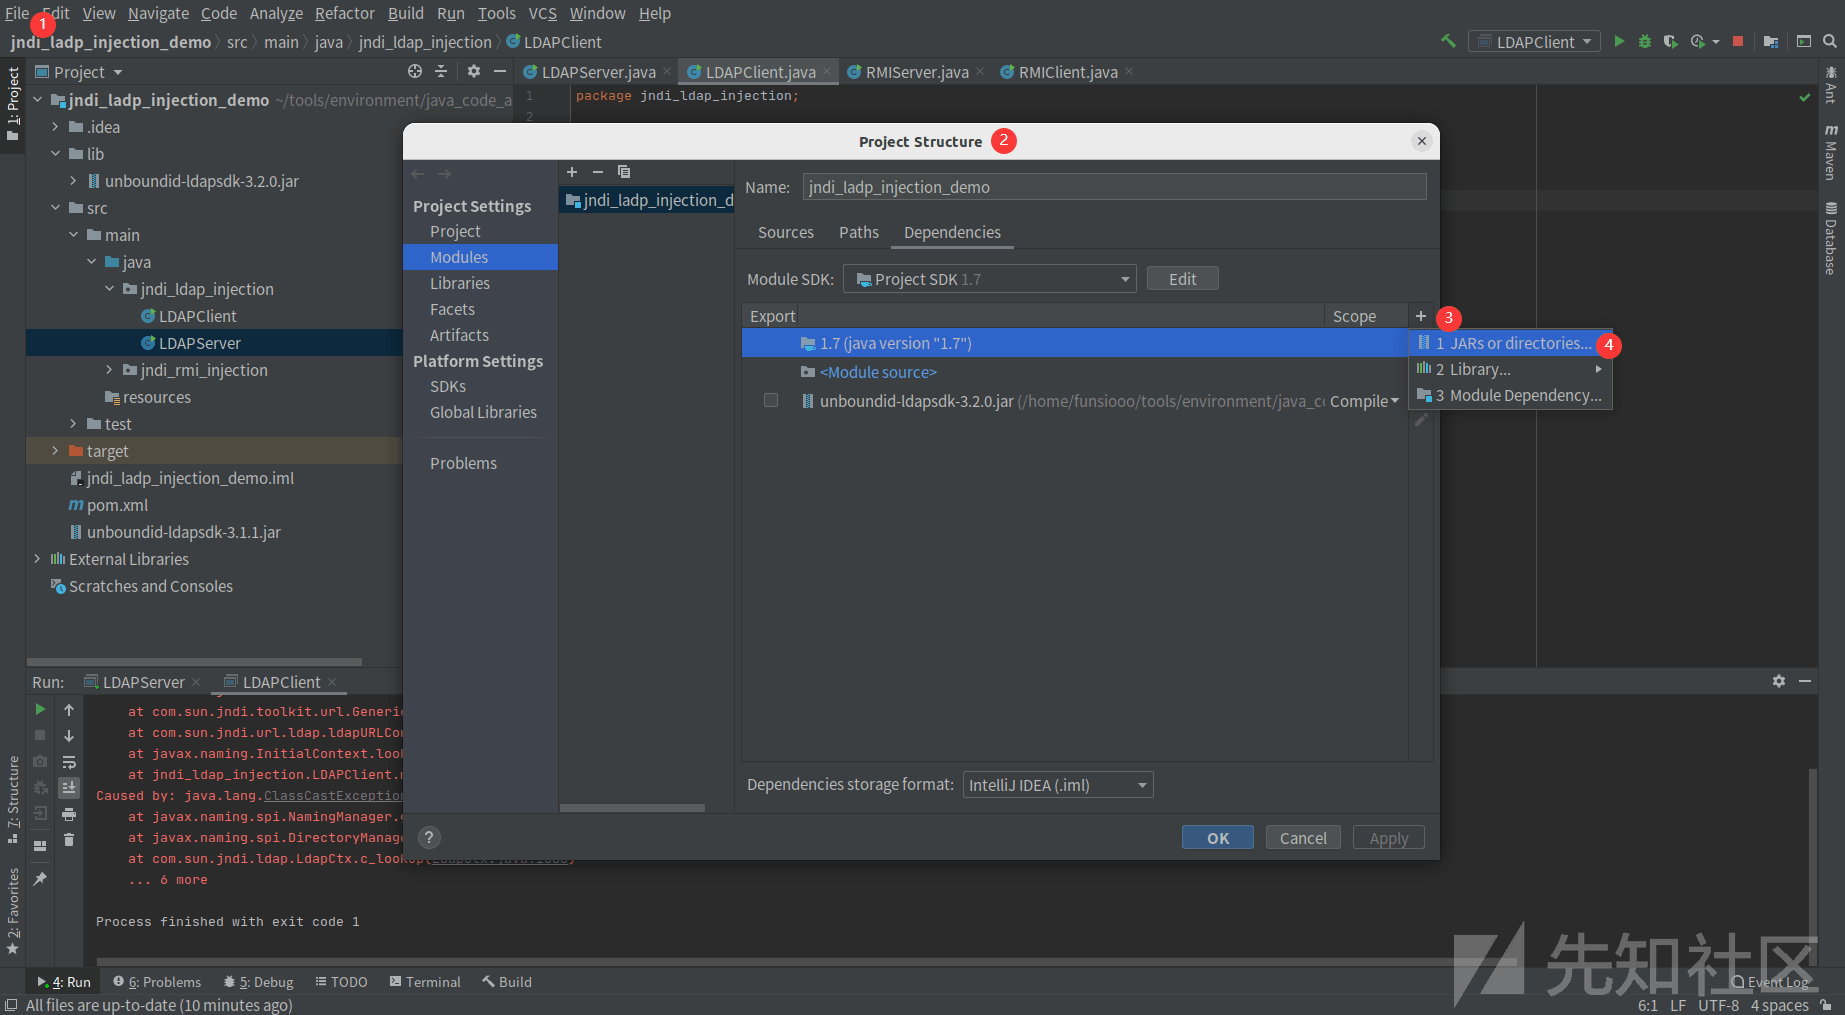 File Edit View Navigate Code Analyze Refactor Build Run Tools VCS Window Help
1
jndi_ladp_injection_demo src main java jndi_ldap_injection LDAPClient
LDAPClient
Project
LDAPServer.java LDAPClient.java RMIServer.java RMIClient.java
1: Project
jndi_ladp_injection_demo ~/tools/environment/java_code_a
.idea
lib
unboundid-ldapsdk-3.2.0.jar
src
main
java
jndi_ldap_injection
LDAPClient
LDAPServer
jndi_rmi_injection
resources
test
target
jndi_ladp_injection_demo.iml
pom.xml
unboundid-ldapsdk-3.1.1.jar
External Libraries
Scratches and Consoles
1 package jndi_ldap_injection;
2
Ant
Maven
Database
Project Structure 2
Project Settings
Project
Modules
Libraries
Facets
Artifacts
Platform Settings
SDKs
Global Libraries
Problems
jndi_ladp_injection_d
Name: jndi_ladp_injection_demo
Sources Paths Dependencies
Module SDK: Project SDK 1.7 Edit
Export Scope 3
1.7 (java version "1.7")
<Module source>
unboundid-ldapsdk-3.2.0.jar (/home/funsiooo/tools/environment/java_co Compile
1 JARs or directories... 4
2 Library...
3 Module Dependency...
Dependencies storage format: IntelliJ IDEA (.iml)
? OK Cancel Apply
Run: LDAPServer LDAPClient
at com.sun.jndi.toolkit.url.Generi
at com.sun.jndi.url.ldap.ldapURLCon
at javax.naming.InitialContext.look
at jndi_ldap_injection.LDAPClient.m
Caused by: java.lang.ClassCastException
at javax.naming.spi.NamingManager.
at javax.naming.spi.DirectoryManage
at com.sun.jndi.ldap.LdapCtx.c_lookup(
... 6 more
Process finished with exit code 1
7: Structure
2: Favorites
4: Run 6: Problems 5: Debug TODO Terminal Build
Event Log
先知社区
All files are up-to-date (10 minutes ago)
6:1 LF UTF-8 4 spaces